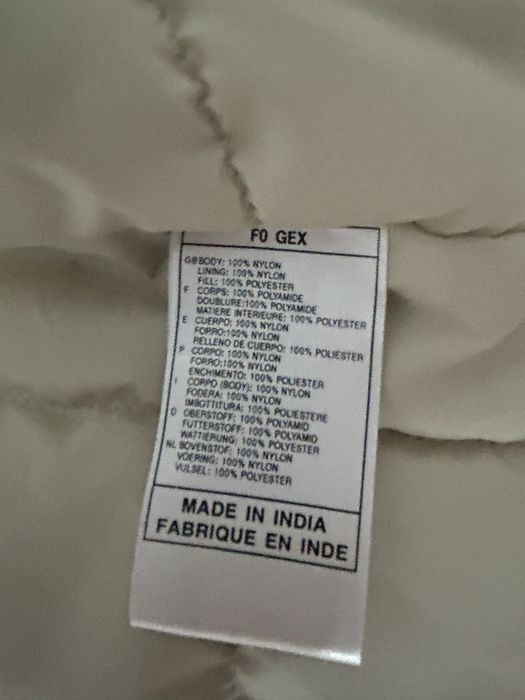 F0 GEX
GB BODY: 100% NYLON
LINING: 100% NYLON
FILL: 100% POLYESTER
F CORPS: 100% POLYAMIDE
DOUBLURE:100% POLYAMIDE
MATIERE INTERIEURE: 100% POLYESTER
E CUERPO: 100% NYLON
FORRO:100% NYLON
RELLENO DE CUERPO: 100% POLIESTER
P CORPO: 100% NYLON
FORRO:100% NYLON
ENCHIMENTO: 100% POLIESTER
I CORPO (BODY): 100% NYLON
FODERA: 100% NYLON
IMBOTTITURA: 100% POLIESTERE
D OBERSTOFF: 100% POLYAMID
FUTTERSTOFF: 100% POLYAMID
WATTIERUNG: 100% POLYESTER
NL BOVENSTOF: 100% NYLON
VOERING: 100% NYLON
VULSEL: 100% POLYESTER
MADE IN INDIA
FABRIQUE EN INDE